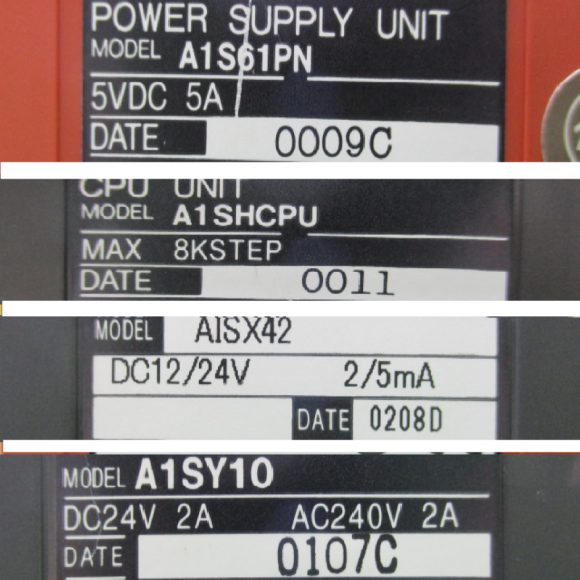 POWER SUPPLY UNIT
MODEL A1S61PN
5VDC 5A
DATE 0009C
CPU UNIT
MODEL A1SHCPU
MAX 8KSTEP
DATE 0011
MODEL AISX42
DC12/24V 2/5mA
DATE 0208D
MODEL A1SY10
DC24V 2A AC240V 2A
DATE 0107C